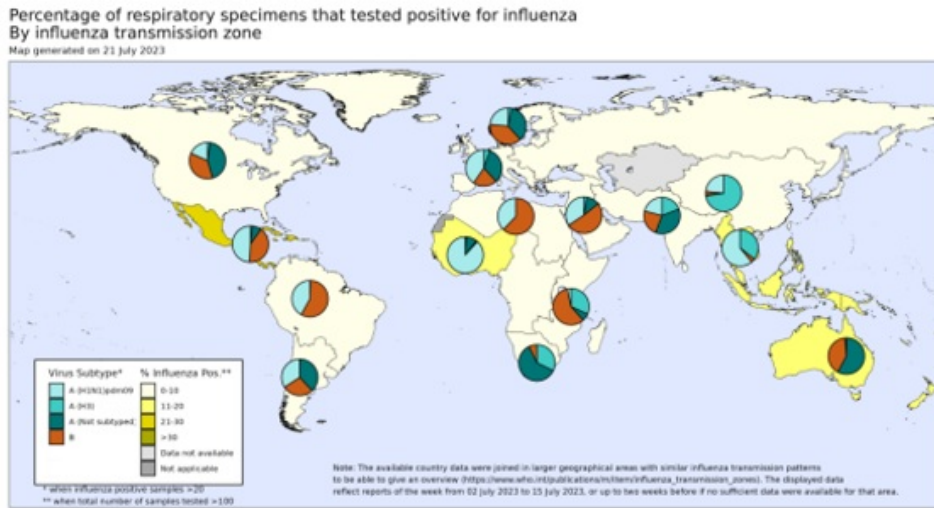 Percentage of respiratory specimens that tested positive for influenza
By influenza transmission zone
Map generated on 21 July 2023
Virus Subtype*
A (H1N1)pdm09
A (H3)
A (Not subtyped)
B
% Influenza Pos.**
0-10
11-20
21-30
>30
Data not available
Not applicable
* when influenza positive samples >20
** when total number of samples tested >100
Note: The available country data were joined in larger geographical areas with similar influenza transmission patterns
to be able to give an overview (https://www.who.int/publications/m/item/influenza_transmission_zones). The displayed data
reflect reports of the week from 02 July 2023 to 15 July 2023, or up to two weeks before if no sufficient data were available for that area.